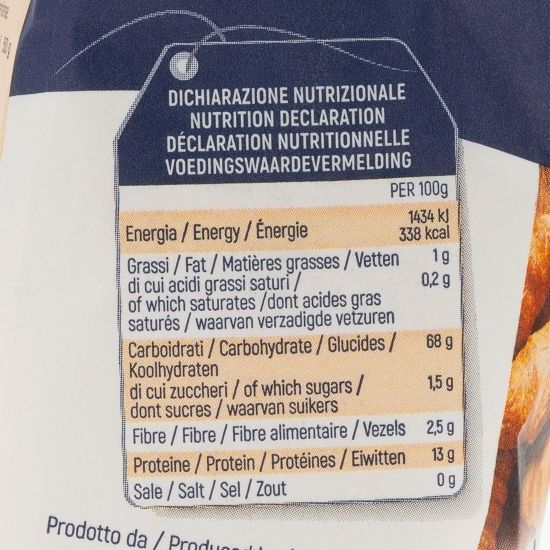 50 g
DICHIARAZIONE NUTRIZIONALE
NUTRITION DECLARATION
DÉCLARATION NUTRITIONNELLE
VOEDINGSWAARDEVERMELDING
PER 100g
Energia / Energy / Énergie 1434 kJ
338 kcal
Grassi / Fat / Matières grasses / Vetten 1 g
di cui acidi grassi saturi / 0,2 g
of which saturates /dont acides gras
saturés / waarvan verzadigde vetzuren
Carboidrati / Carbohydrate / Glucides / 68 g
Koolhydraten
di cui zuccheri / of which sugars / 1,5 g
dont sucres / waarvan suikers
Fibre / Fibre / Fibre alimentaire / Vezels 2,5 g
Proteine / Protein / Protéines / Eiwitten 13 g
Sale / Salt / Sel / Zout 0 g
Prodotto da / Produced